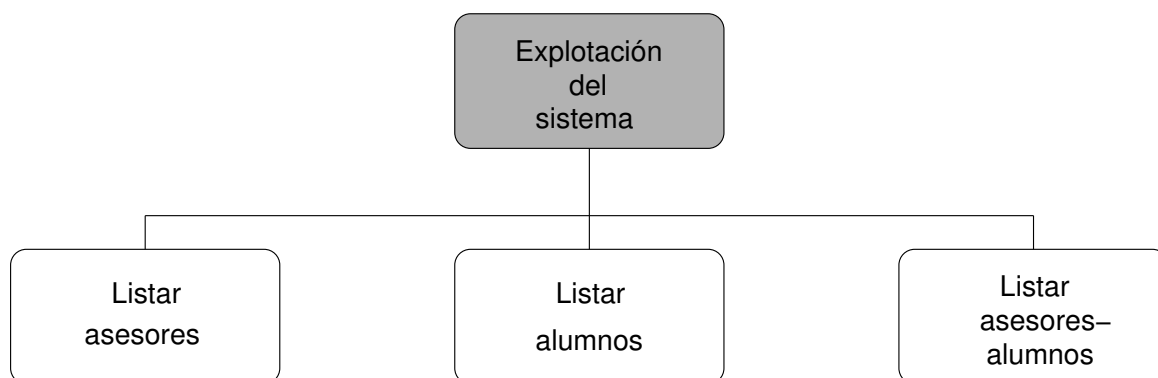 Explotación
del
sistema
Listar
asesores
Listar
alumnos
Listar
asesores–
alumnos